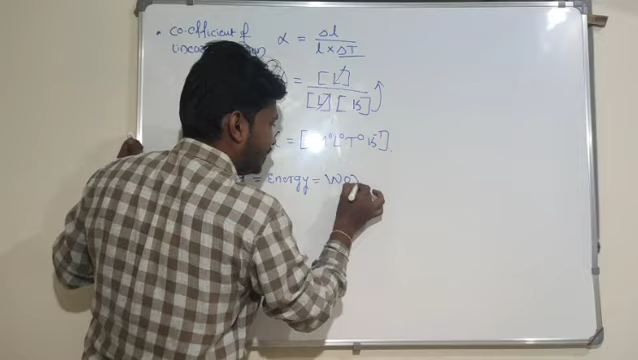 • co-efficient of α = Δl
linear l × ΔT
= [L]
[L] [K]
= [M⁰L⁰T⁰K⁻¹].
= Energy = Wo